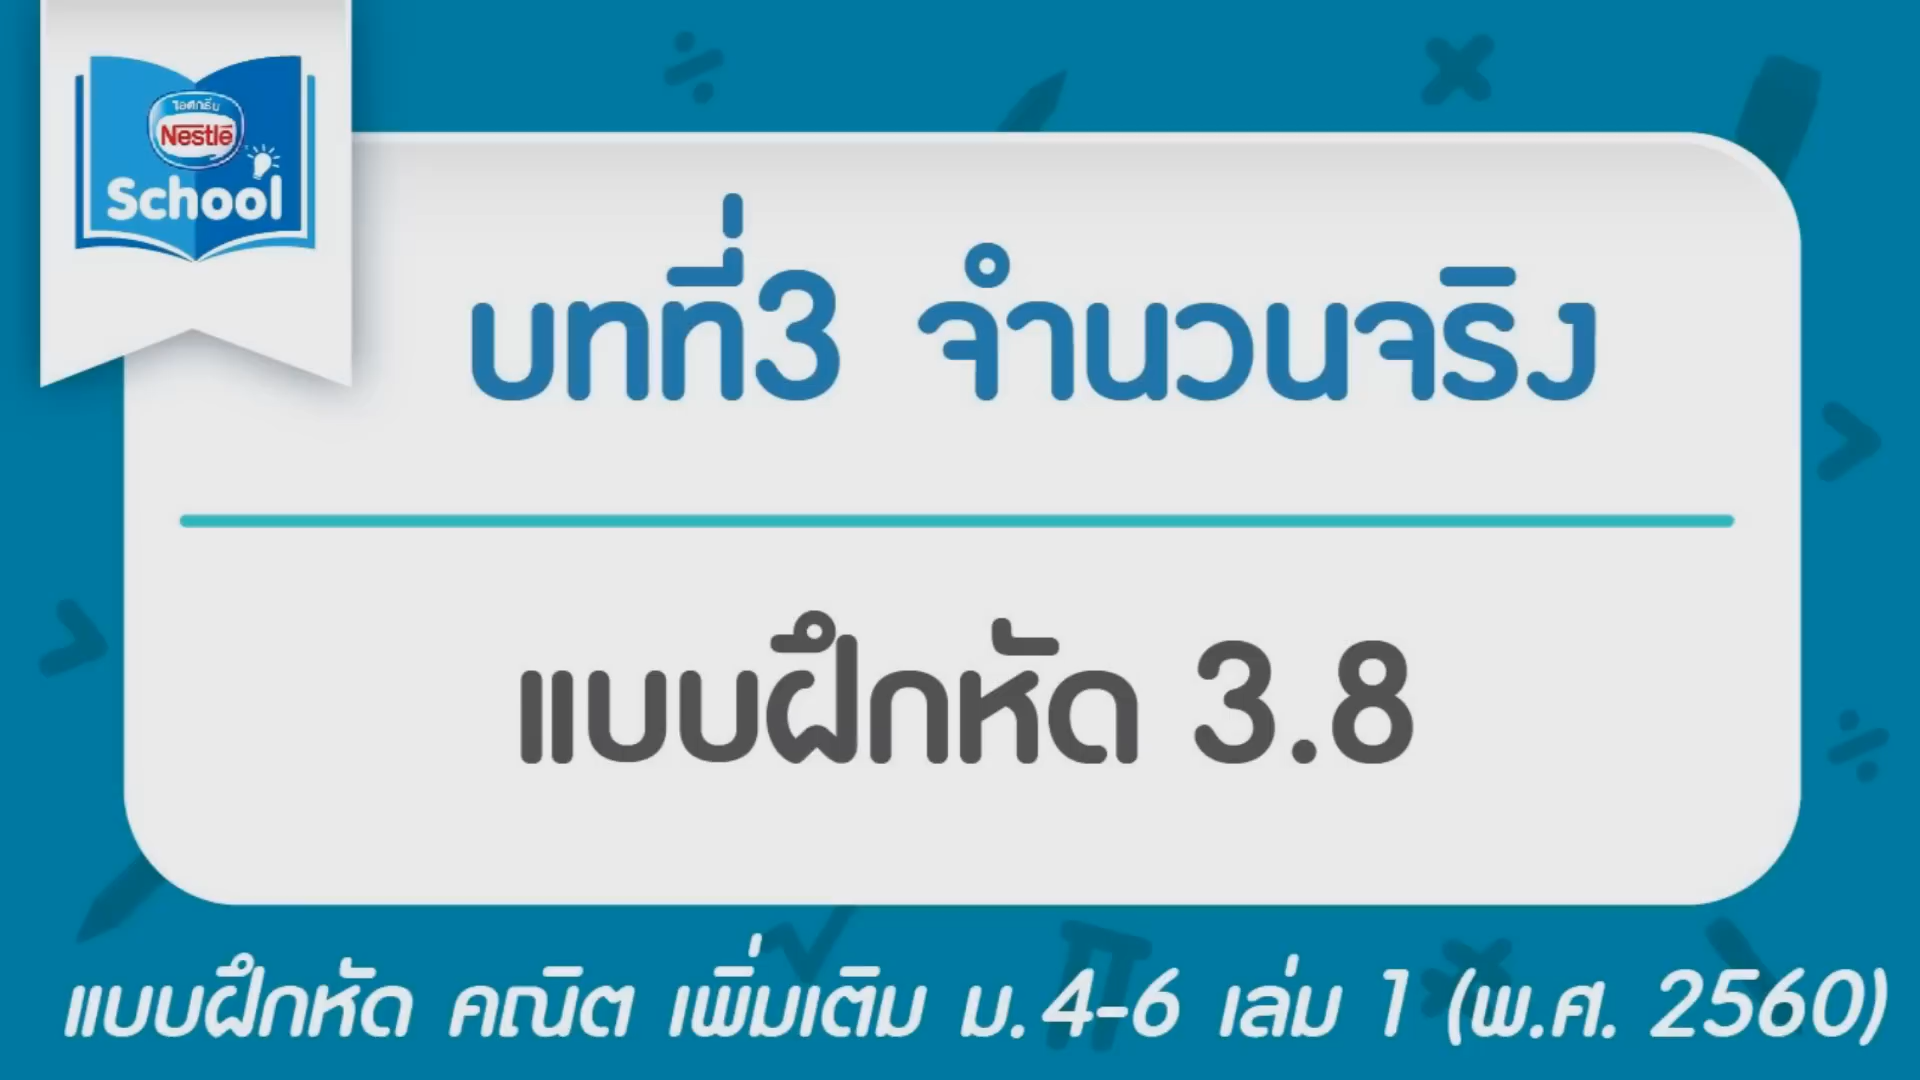 ไอศกรีม
Nestlé
School
บทที่3 จำนวนจริง
แบบฝึกหัด 3.8
แบบฝึกหัด คณิต เพิ่มเติม ม.4-6 เล่ม 1 (พ.ศ. 2560)